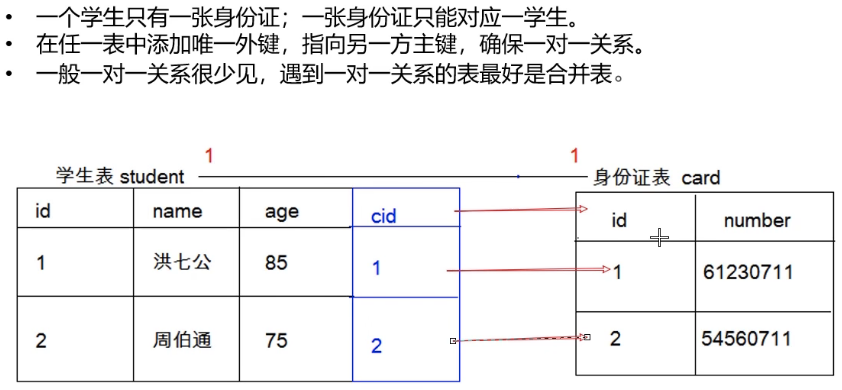 • 一个学生只有一张身份证；一张身份证只能对应一学生。
• 在任一表中添加唯一外键，指向另一方主键，确保一对一关系。
• 一般一对一关系很少见，遇到一对一关系的表最好是合并表。
1 1
学生表 student 身份证表 card
id name age cid id number
1 洪七公 85 1 1 61230711
2 周伯通 75 2 2 54560711